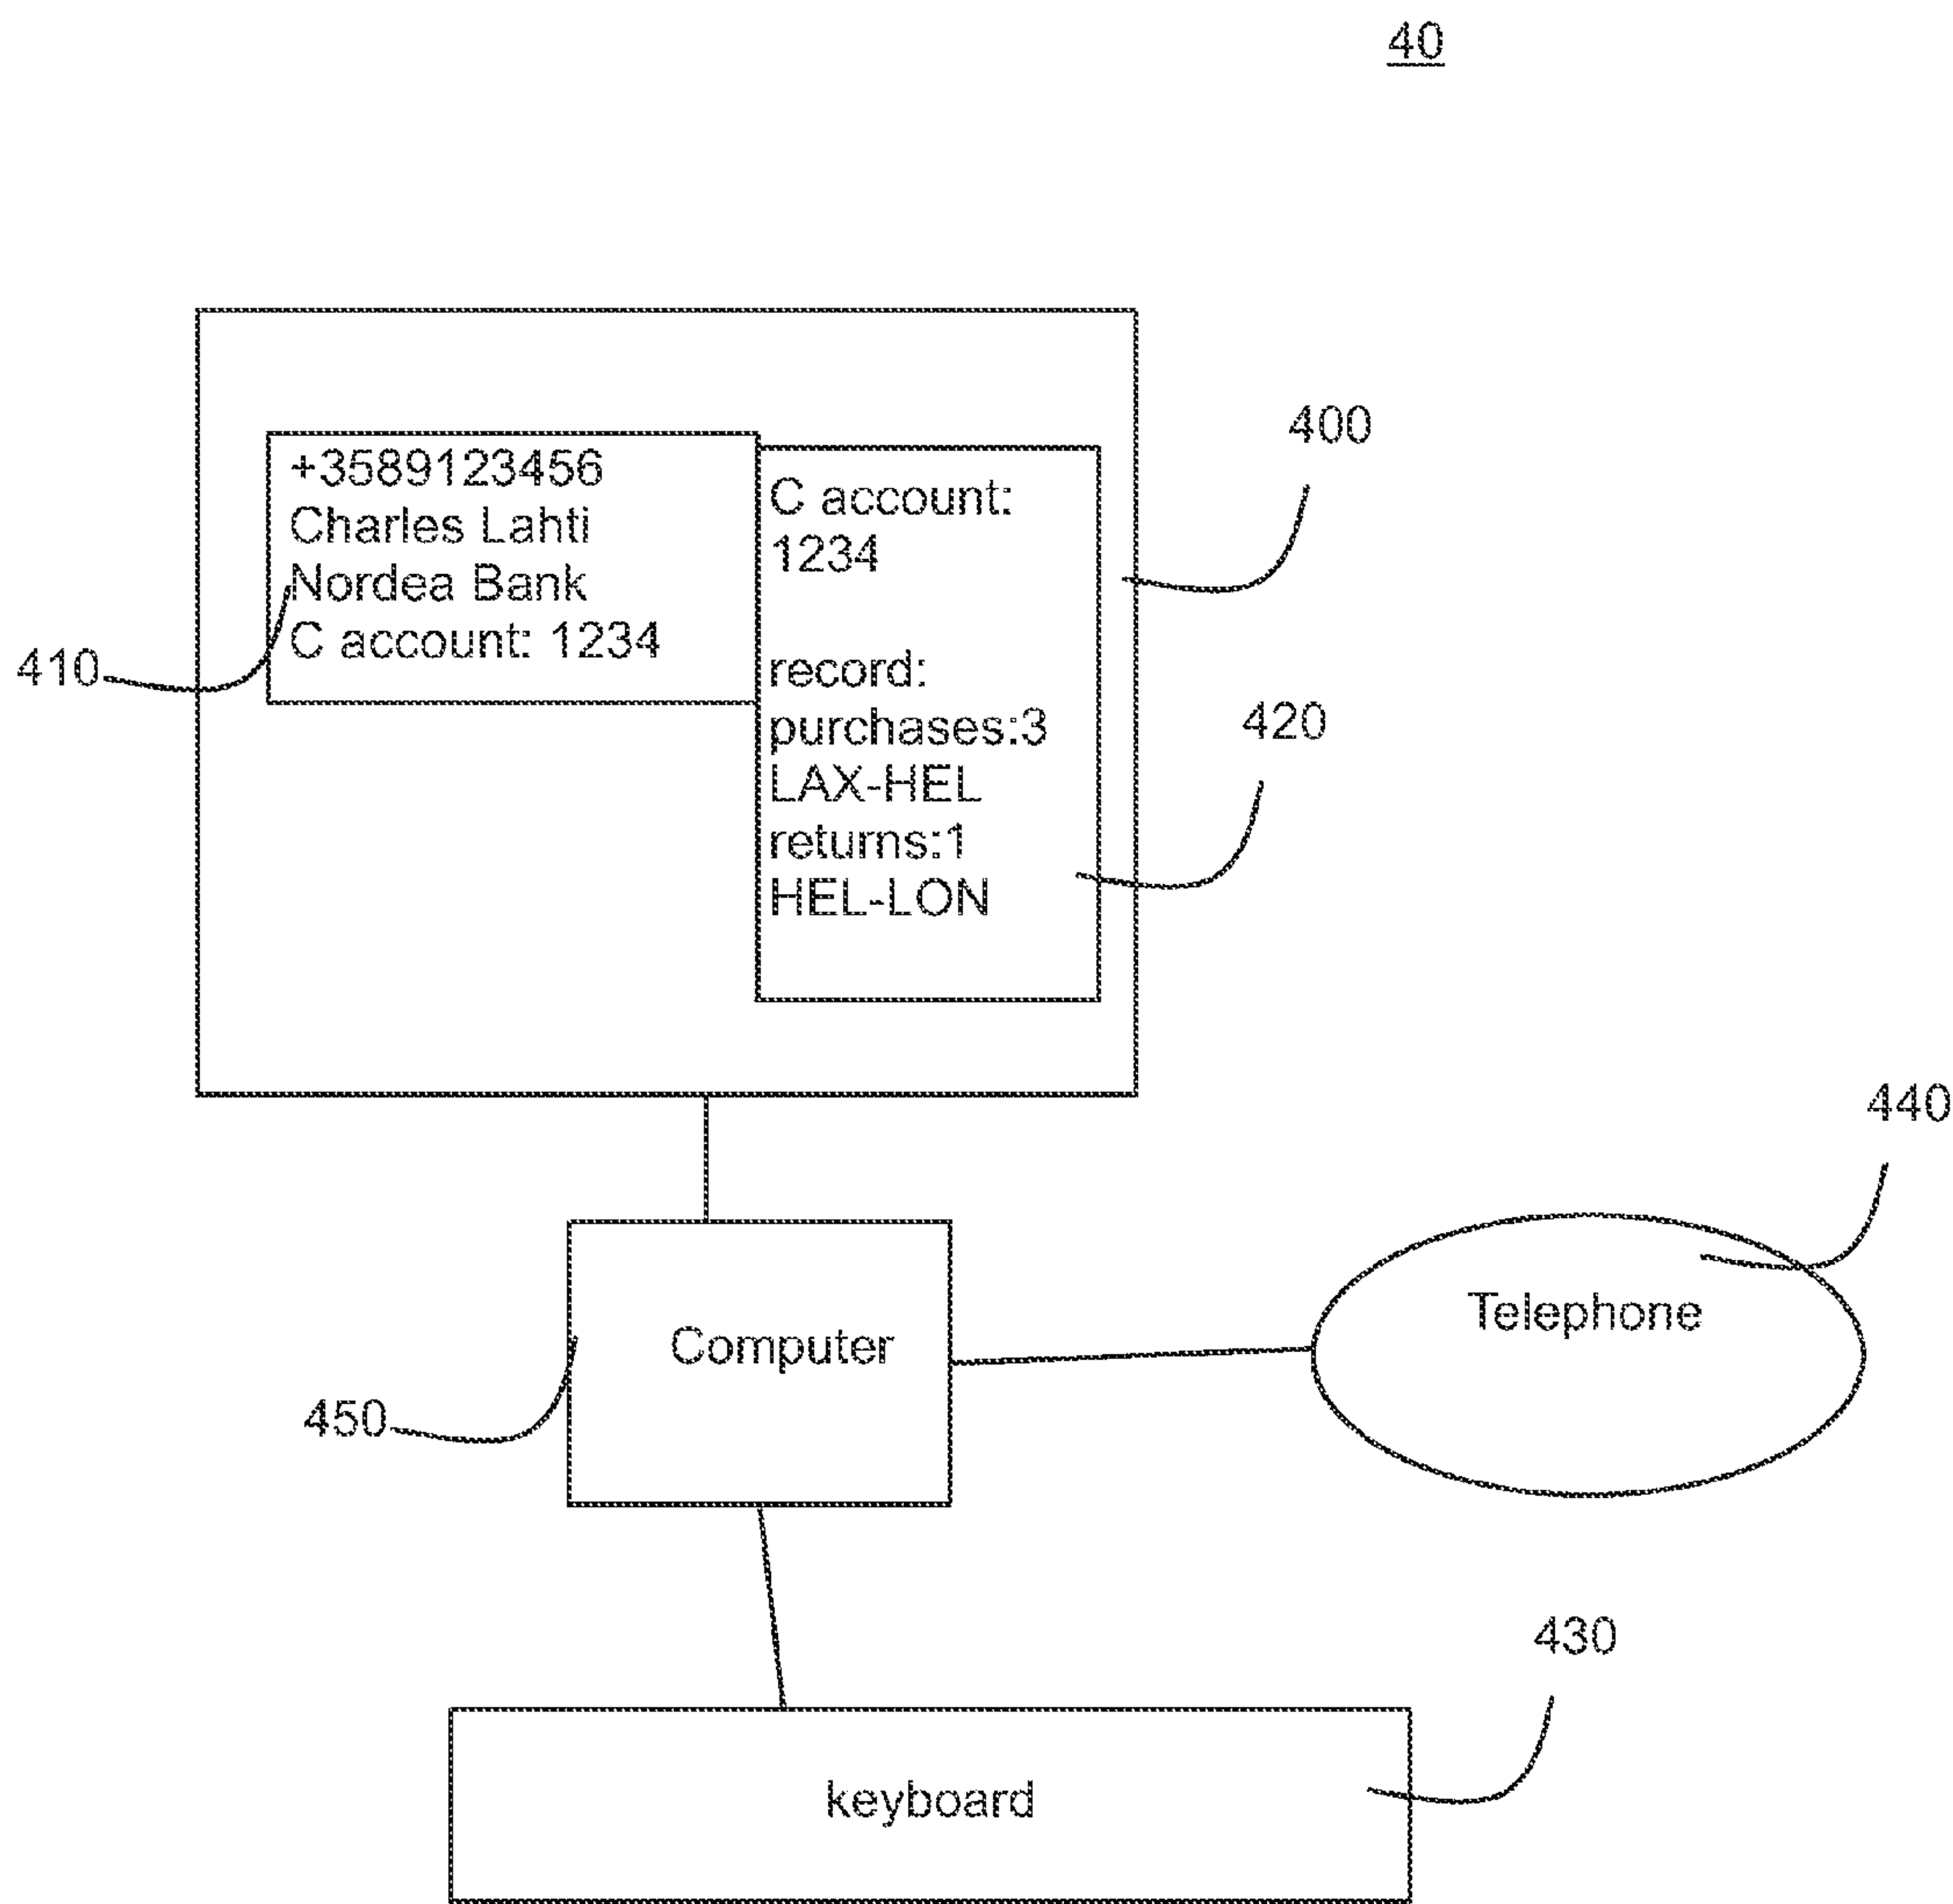 40
+3589123456
Charles Lahti
Nordea Bank
C account: 1234
410
C account:
1234
record:
purchases:3
LAX-HEL
returns:1
HEL-LON
400
420
440
Telephone
Computer
450
430
keyboard